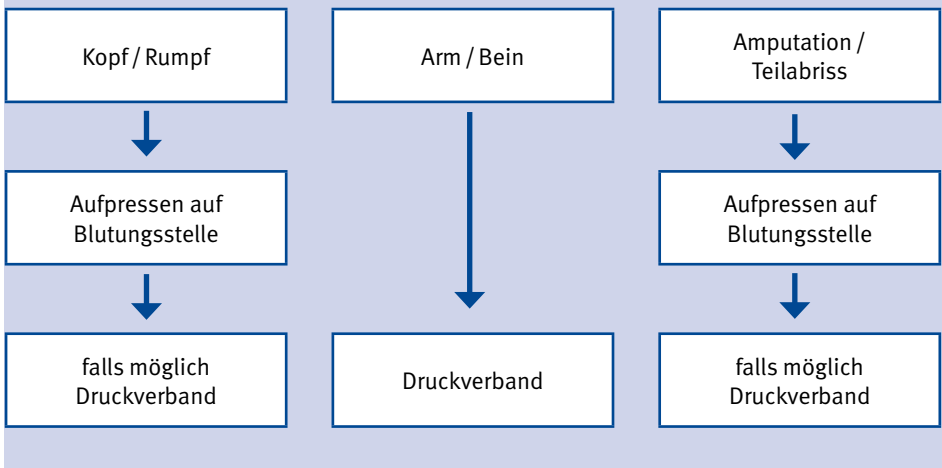 Kopf / Rumpf
Arm / Bein
Amputation /
Teilabriss
Aufpressen auf
Blutungsstelle
Aufpressen auf
Blutungsstelle
falls möglich
Druckverband
Druckverband
falls möglich
Druckverband